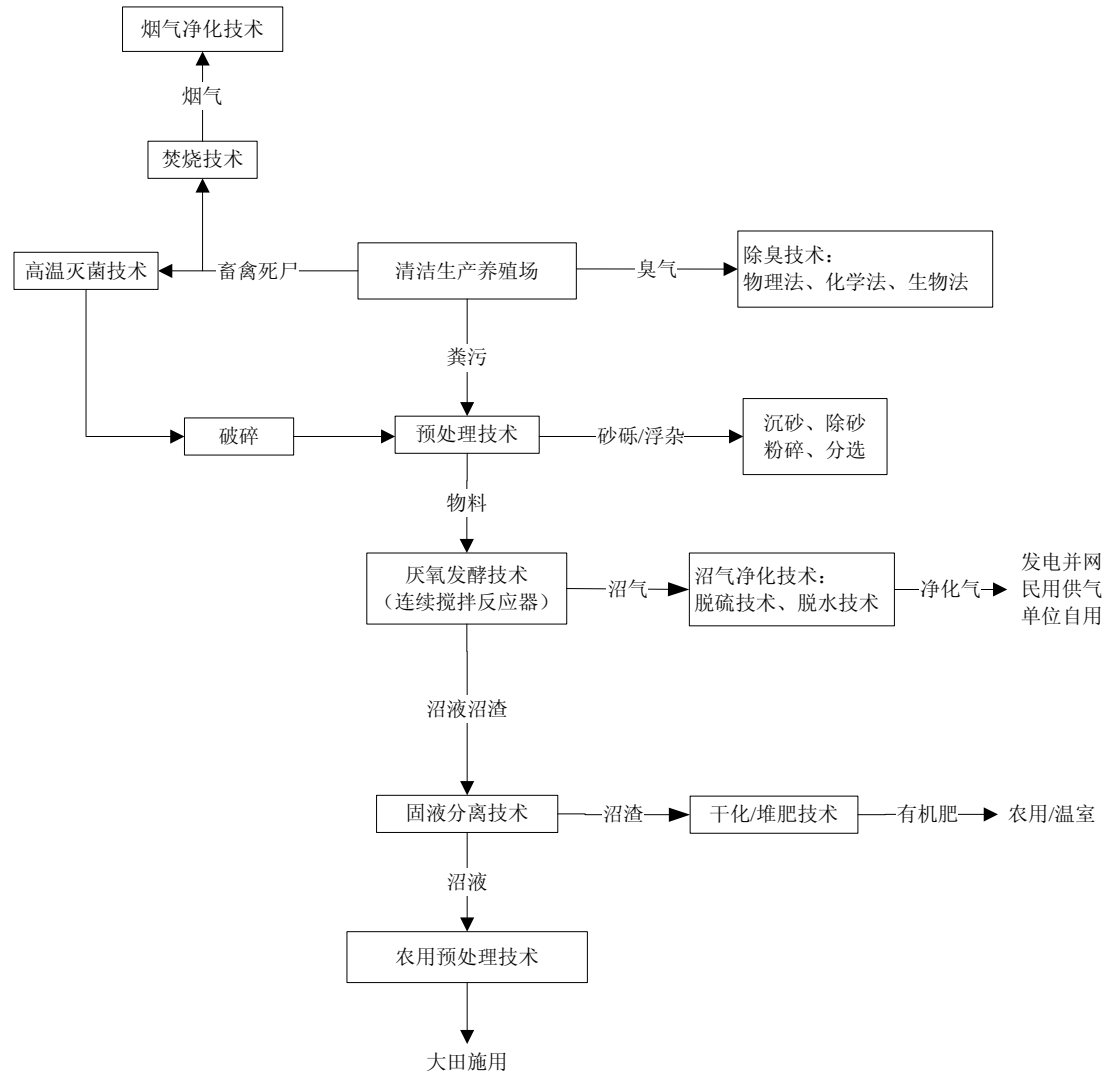 烟气净化技术
烟气
焚烧技术
高温灭菌技术
畜禽死尸
清洁生产养殖场
臭气
除臭技术：
物理法、化学法、生物法
粪污
破碎
预处理技术
砂砾/浮杂
沉砂、除砂
粉碎、分选
物料
厌氧发酵技术
（连续搅拌反应器）
沼气
沼气净化技术：
脱硫技术、脱水技术
净化气
发电并网
民用供气
单位自用
沼液沼渣
固液分离技术
沼渣
干化/堆肥技术
有机肥
农用/温室
沼液
农用预处理技术
大田施用